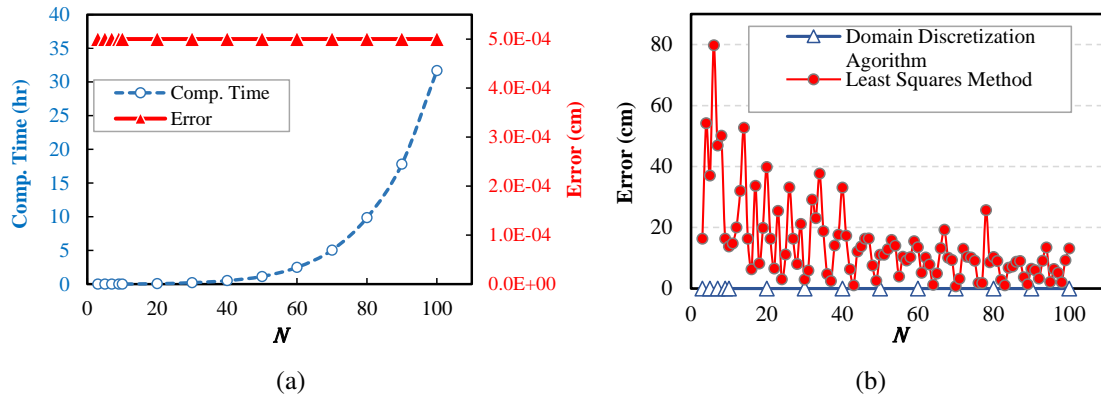 40
35
30
25
20
15
10
5
0
Comp. Time (hr)
Comp. Time
Error
5.0E-04
4.0E-04
3.0E-04
2.0E-04
1.0E-04
0.0E+00
Error (cm)
0 20 40 60 80 100
N
(a)
80
60
40
20
0
Error (cm)
Domain Discretization
Agorithm
Least Squares Method
0 20 40 60 80 100
N
(b)